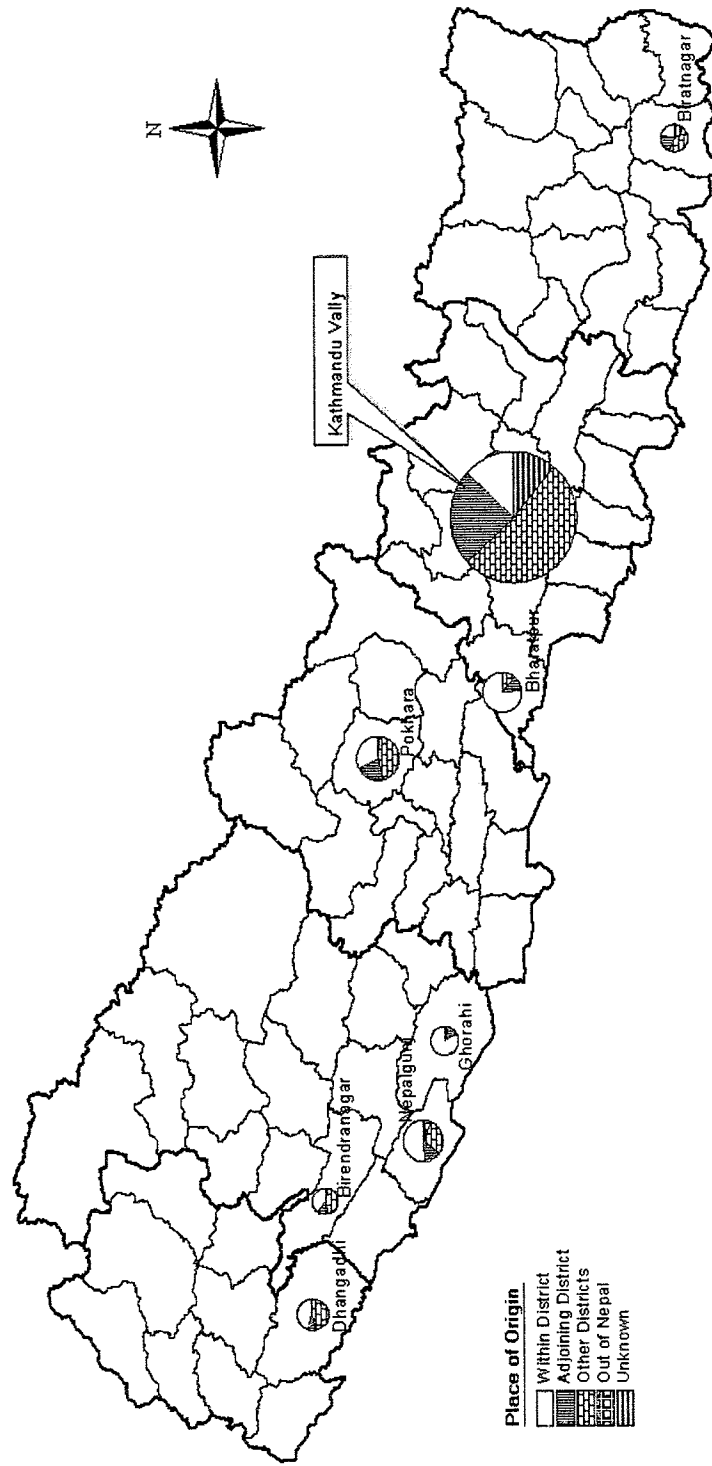 N
Kathmandu Vally
Biratnagar
Bharatpur
Pokhara
Ghorahi
Nepalgunj
Birendranagar
Dhangadhi
Place of Origin
Within District
Adjoining District
Other Districts
Out of Nepal
Unknown